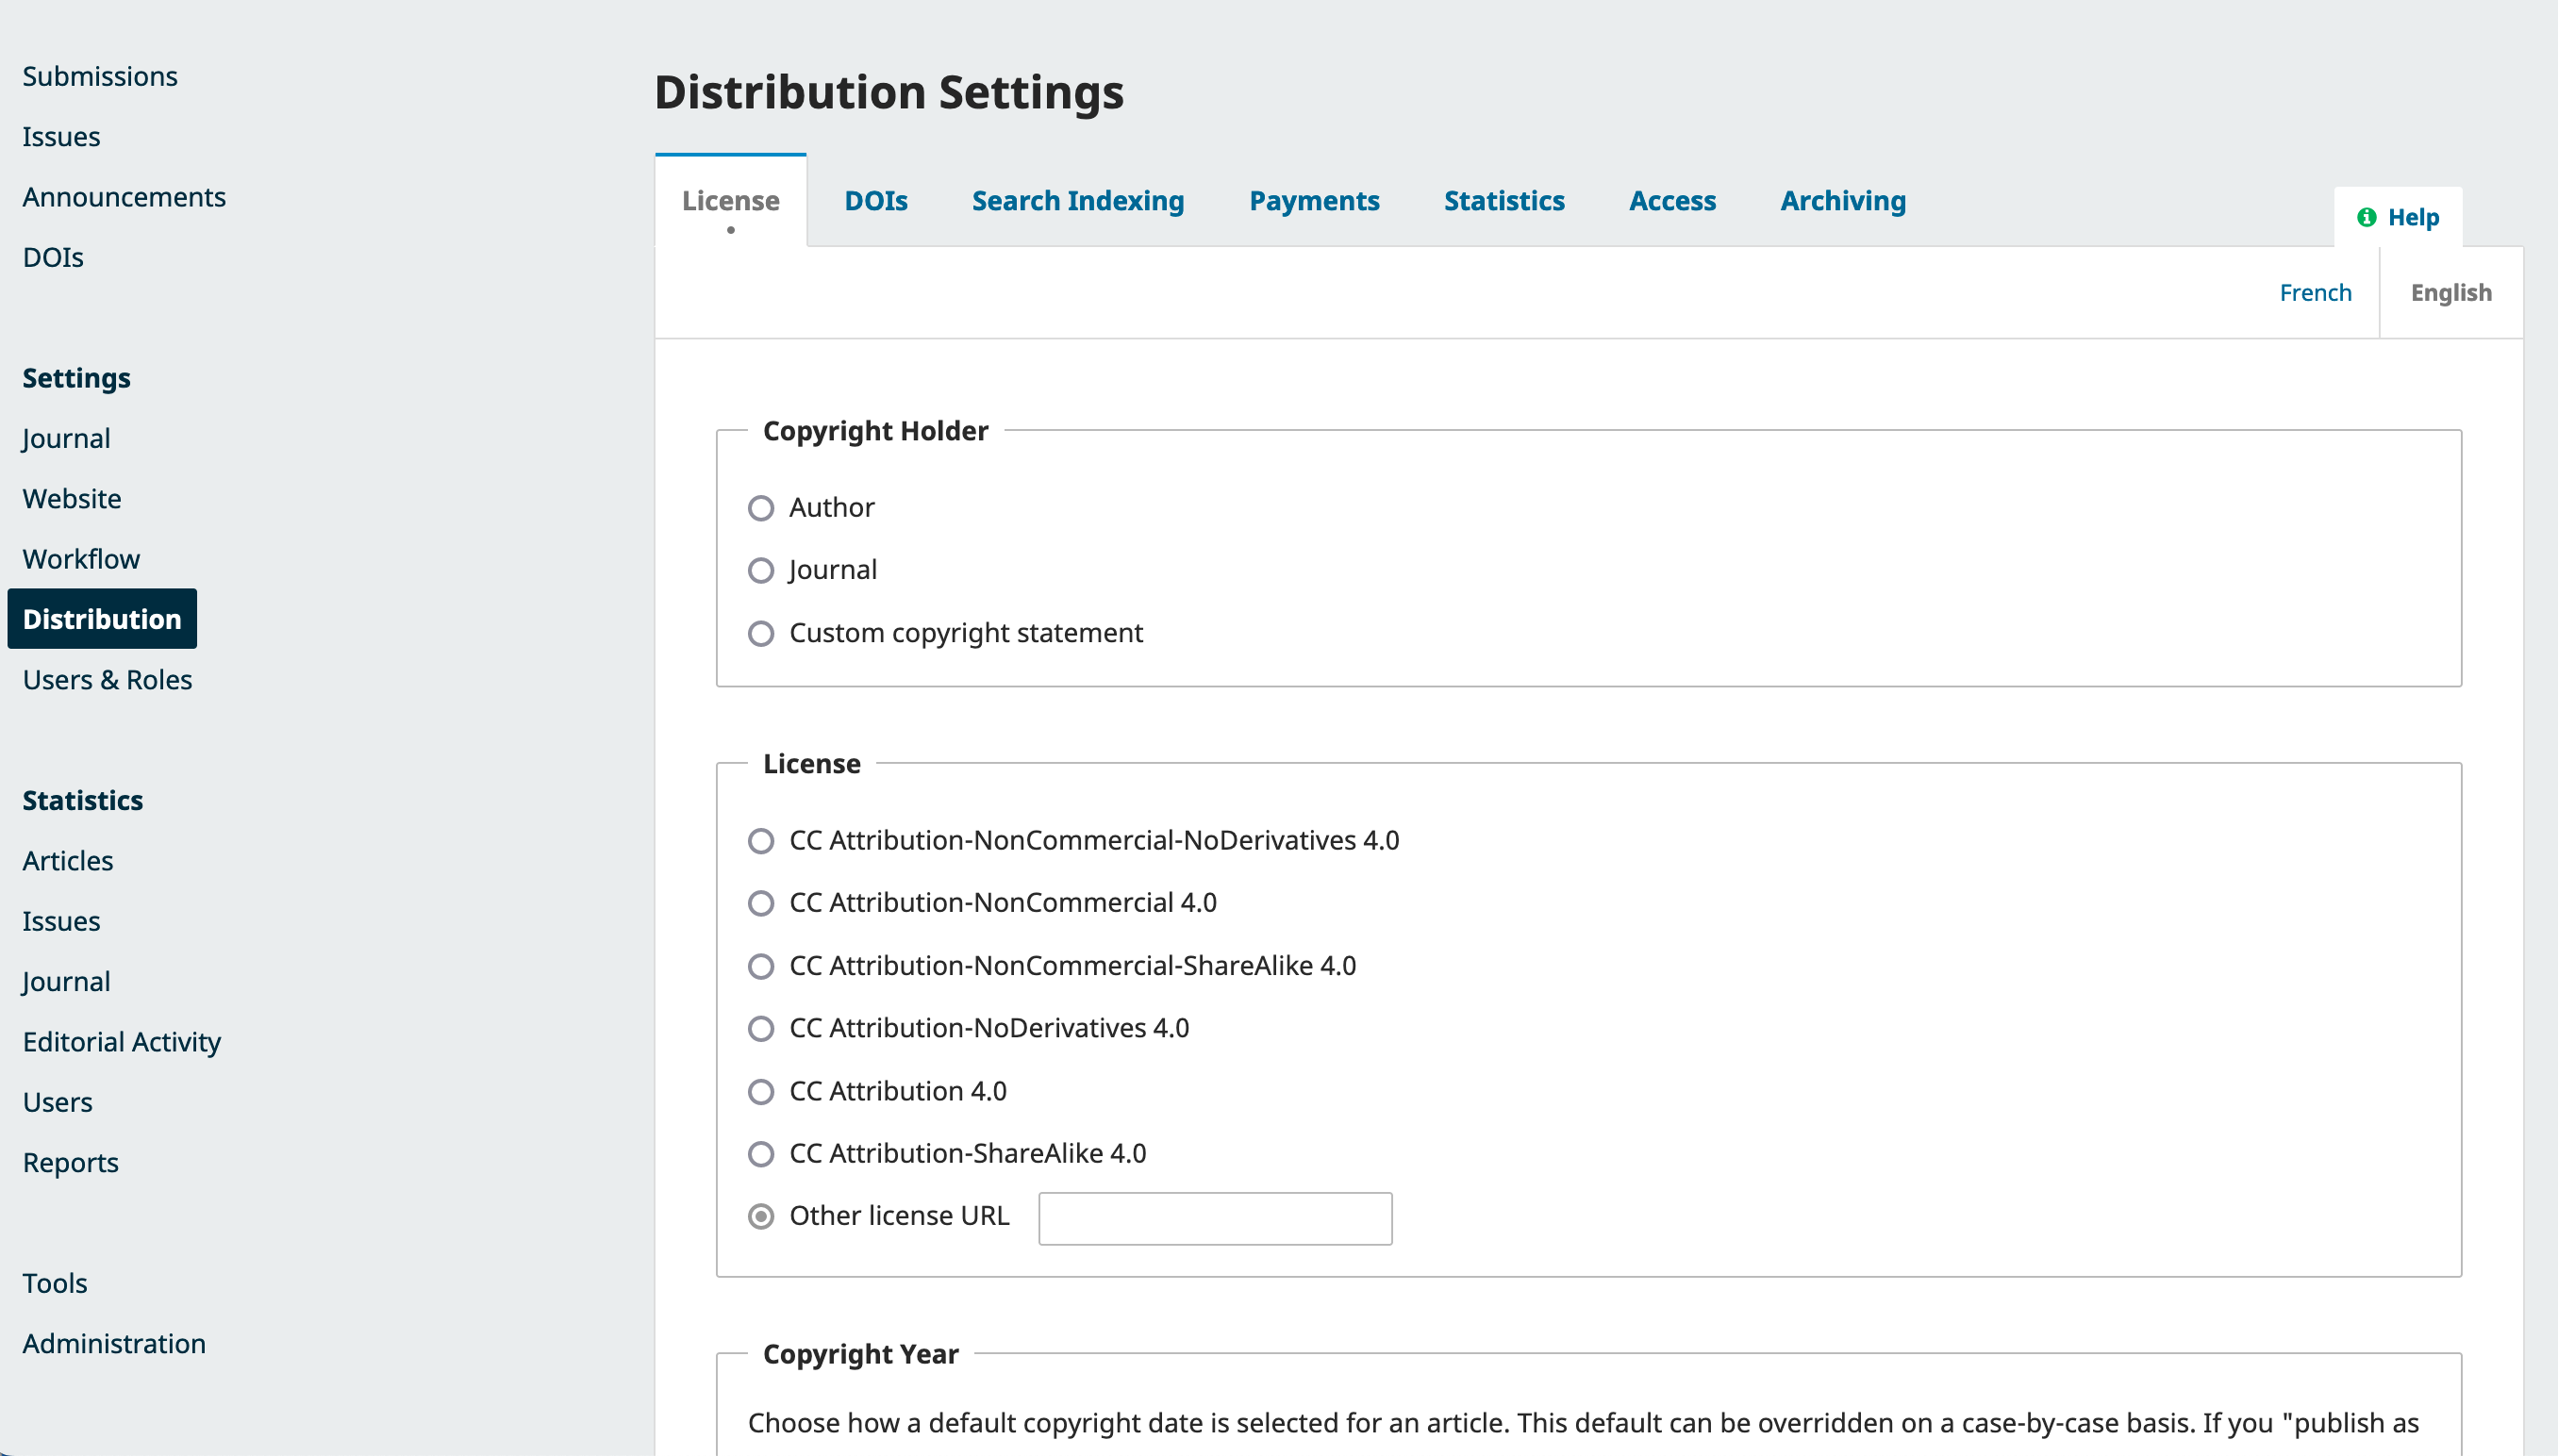 Submissions
Issues
Announcements
DOIs
Settings
Journal
Website
Workflow
Distribution
Users & Roles
Statistics
Articles
Issues
Journal
Editorial Activity
Users
Reports
Tools
Administration
Distribution Settings
License
DOIs
Search Indexing
Payments
Statistics
Access
Archiving
Help
French
English
Copyright Holder
Author
Journal
Custom copyright statement
License
CC Attribution-NonCommercial-NoDerivatives 4.0
CC Attribution-NonCommercial 4.0
CC Attribution-NonCommercial-ShareAlike 4.0
CC Attribution-NoDerivatives 4.0
CC Attribution 4.0
CC Attribution-ShareAlike 4.0
Other license URL
Copyright Year
Choose how a default copyright date is selected for an article. This default can be overridden on a case-by-case basis. If you "publish as